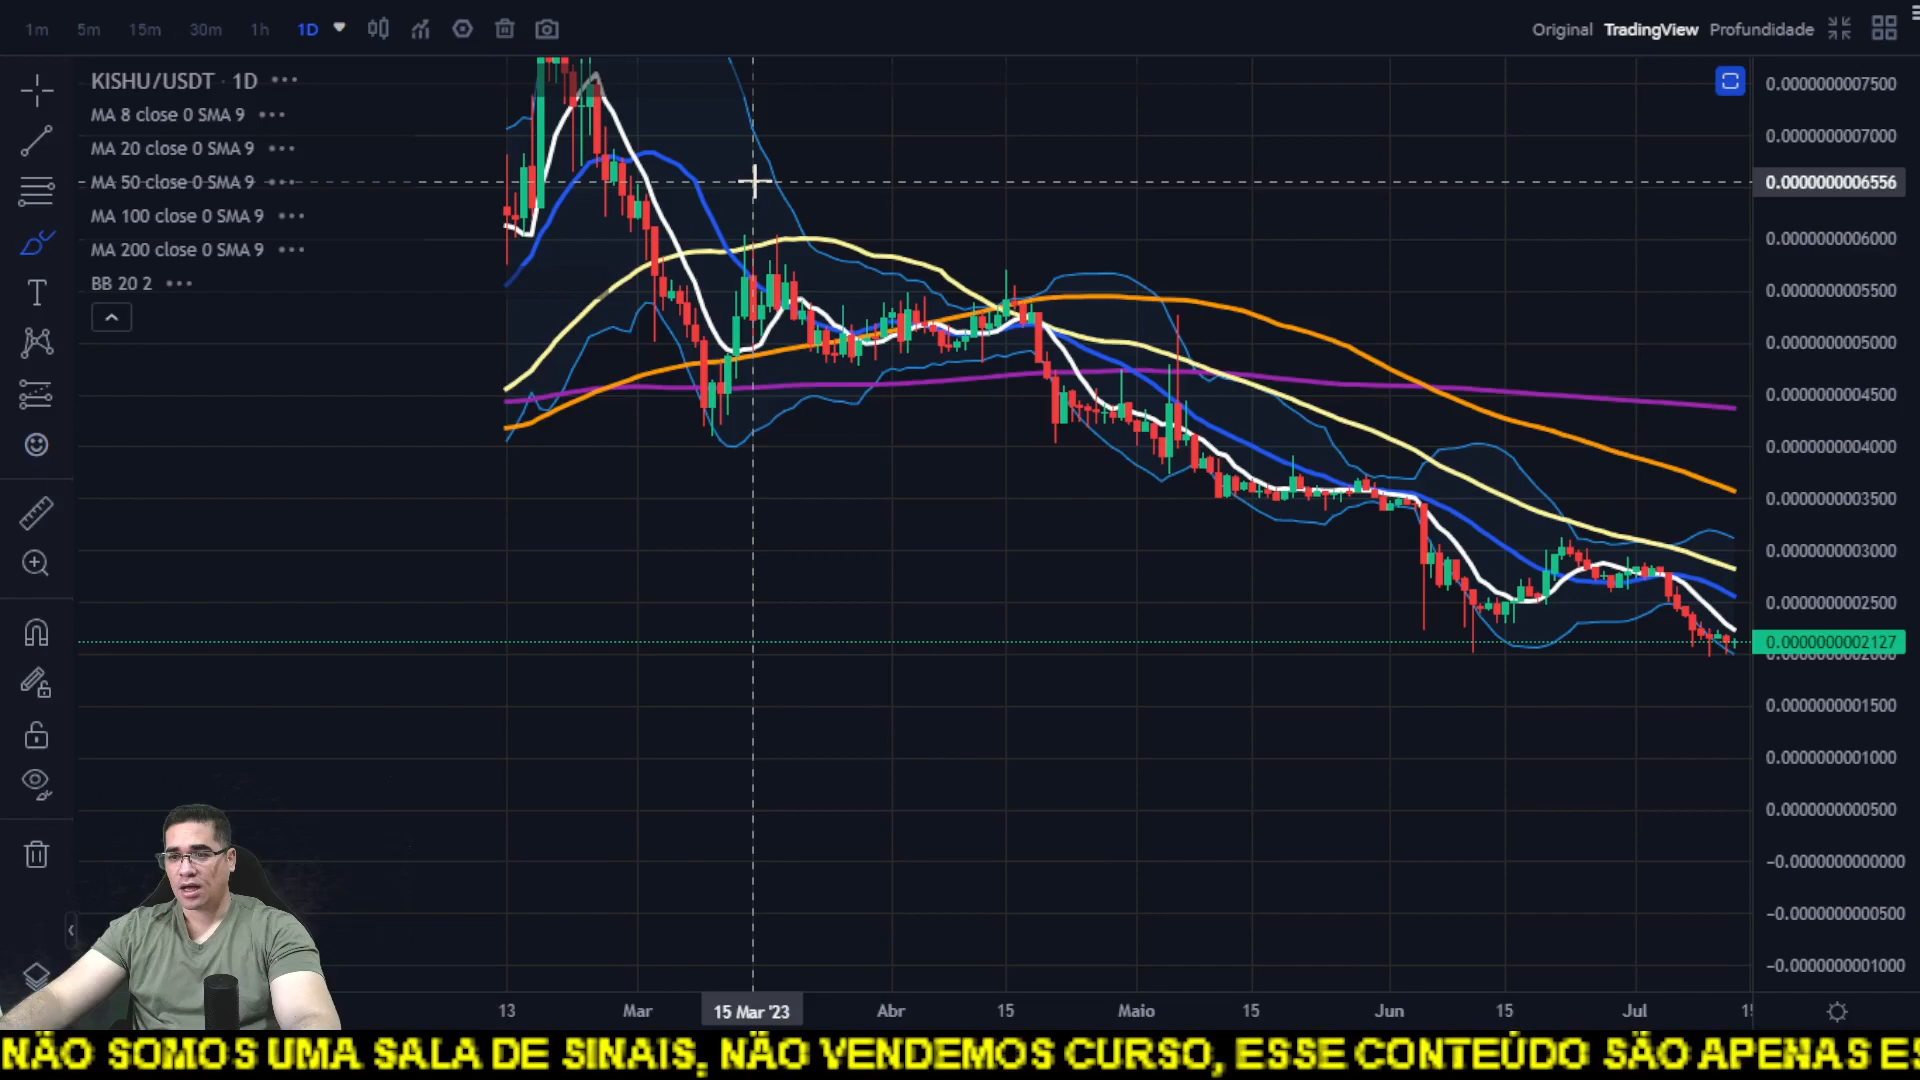 1m 5m 15m 30m 1h 1D Original TradingView Profundidade
KISHU/USDT · 1D
MA 8 close 0 SMA 9
MA 20 close 0 SMA 9
MA 50 close 0 SMA 9
MA 100 close 0 SMA 9
MA 200 close 0 SMA 9
BB 20 2
0.0000000007500
0.0000000007000
0.0000000006556
0.0000000006000
0.0000000005500
0.0000000005000
0.0000000004500
0.0000000004000
0.0000000003500
0.0000000003000
0.0000000002500
0.0000000002127
0.0000000002000
0.0000000001500
0.0000000001000
0.0000000000500
−0.0000000000000
−0.0000000000500
−0.0000000001000
13 Mar 15 Mar '23 Abr 15 Maio 15 Jun 15 Jul
NÃO SOMOS UMA SALA DE SINAIS, NÃO VENDEMOS CURSO, ESSE CONTEÚDO SÃO APENAS ES